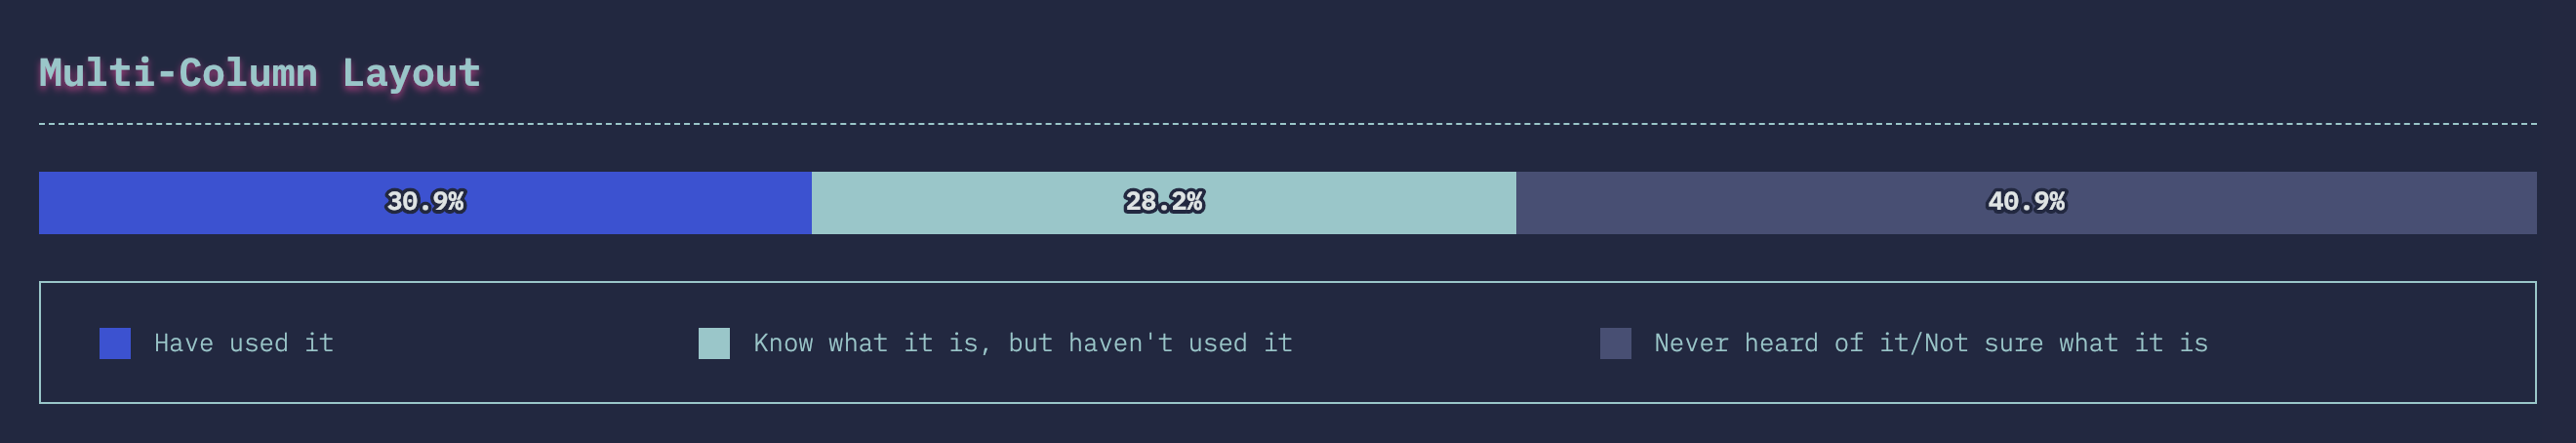 Multi-Column Layout
30.9% 28.2% 40.9%
Have used it Know what it is, but haven't used it Never heard of it/Not sure what it is